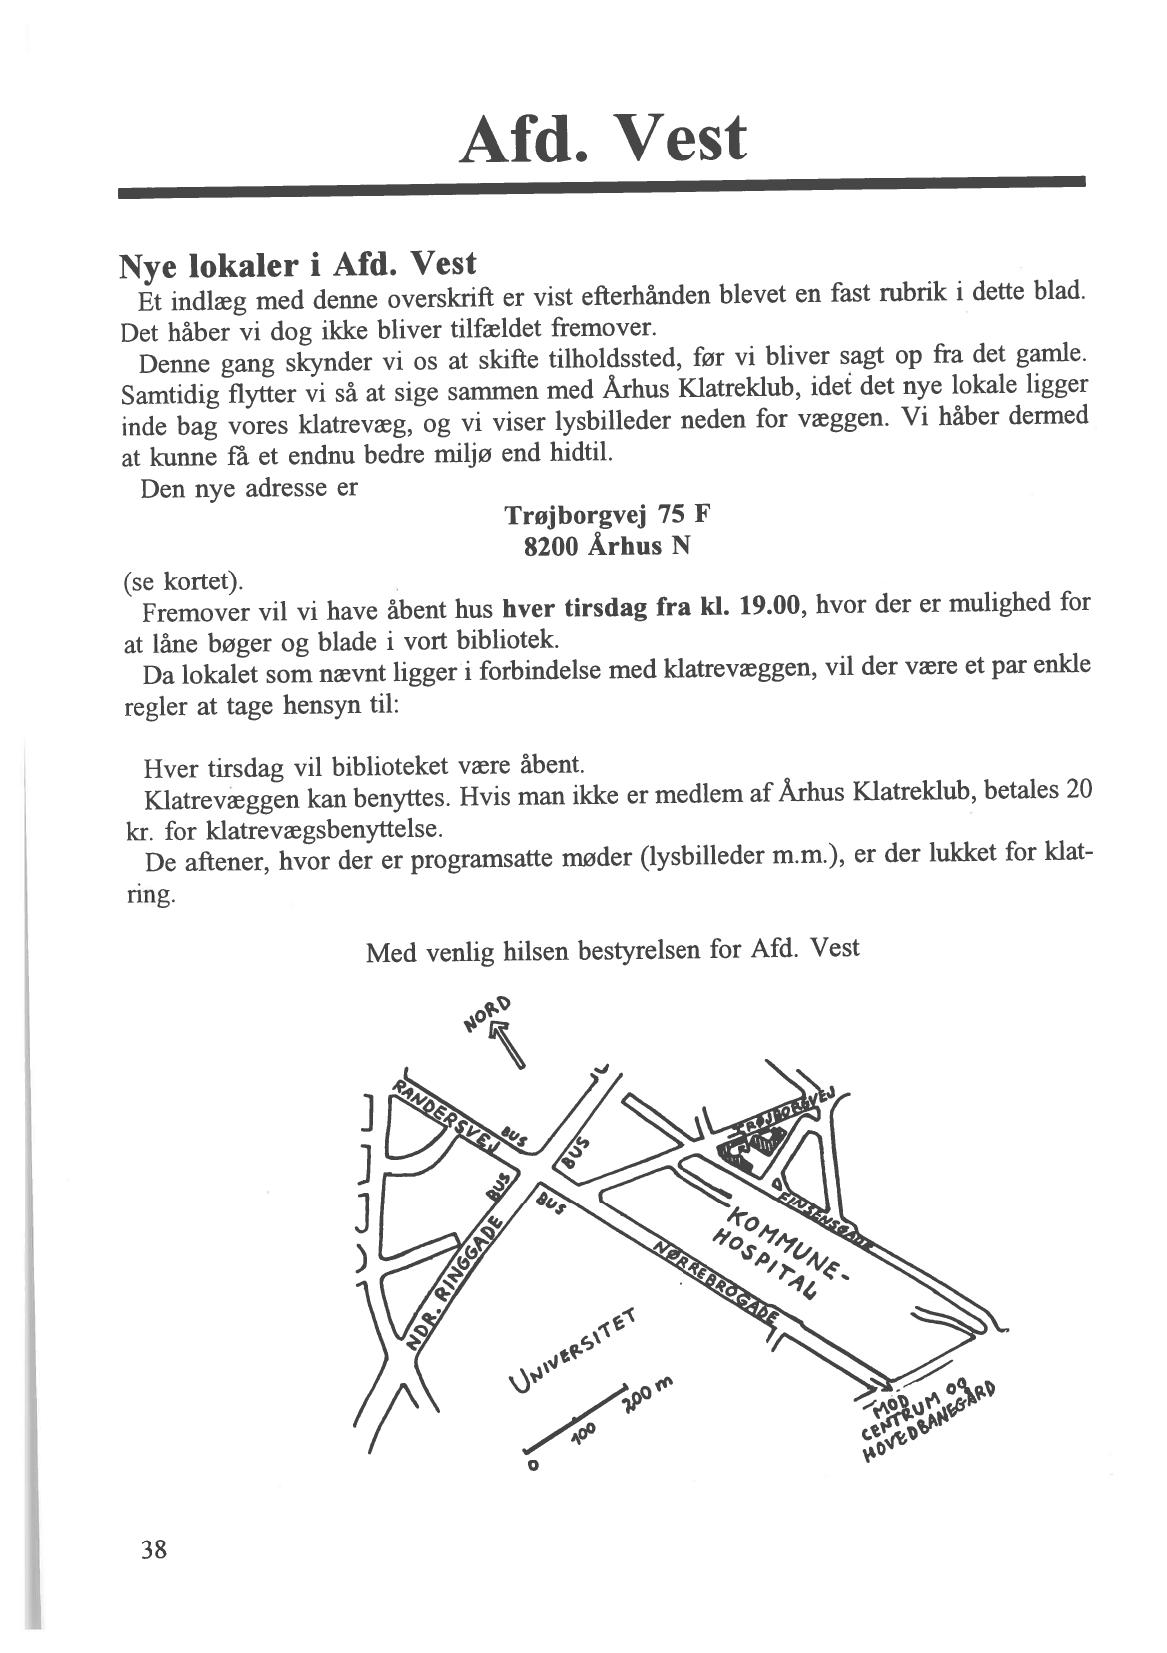 Afd. Vest
Nye lokaler i Afd. Vest
Et indlæg med denne overskrift er vist efterhånden blevet en fast rubrik i dette blad.
Det håber vi dog ikke bliver tilfældet fremover.
Denne gang skynder vi os at skifte tilholdssted, før vi bliver sagt op fra det gamle.
Samtidig flytter vi så at sige sammen med Århus Klatreklub, idet det nye lokale ligger
inde bag vores klatrevæg, og vi viser lysbilleder neden for væggen. Vi håber dermed
at kunne få et endnu bedre miljø end hidtil.
Den nye adresse er
Trøjborgvej 75 F
8200 Århus N
(se kortet).
Fremover vil vi have åbent hus hver tirsdag fra kl. 19.00, hvor der er mulighed for
at låne bøger og blade i vort bibliotek.
Da lokalet som nævnt ligger i forbindelse med klatrevæggen, vil der være et par enkle
regler at tage hensyn til:
Hver tirsdag vil biblioteket være åbent.
Klatrevæggen kan benyttes. Hvis man ikke er medlem af Århus Klatreklub, betales 20
kr. for klatrevægsbenyttelse.
De aftener, hvor der er programsatte møder (lysbilleder m.m.), er der lukket for klat-
ring.
Med venlig hilsen bestyrelsen for Afd. Vest
NORD
RANDERSVEJ
BUS
BUS
TRØJBORGVEJ
BUS
BUS
DEINSENSGADE
KOMMUNE-
HOSPITAL
NDR. RINGGADE
NØRREBROGADE
UNIVERSITET
0 100 200 m
MOD
CENTRUM OG
HOVEDBANEGÅRD
38